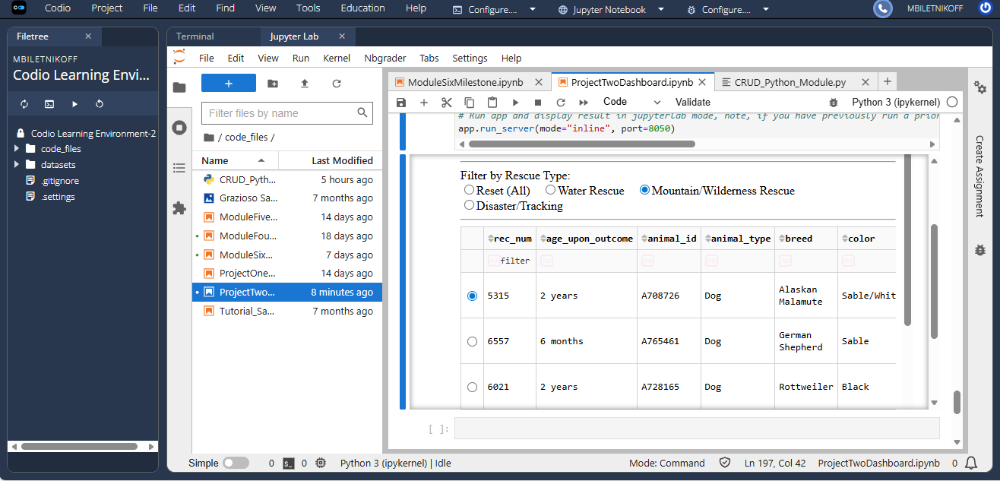 Codio Project File Edit Find View Tools Education Help Configure.... Jupyter Notebook Configure.... MBILETNIKOFF
Filetree
MBILETNIKOFF
Codio Learning Envi...
Codio Learning Environment-2
code_files
datasets
.gitignore
.settings
Terminal Jupyter Lab
File Edit View Run Kernel Nbgrader Tabs Settings Help
+
Filter files by name
/ code_files /
Name Last Modified
CRUD_Pyth... 5 hours ago
Grazioso Sa... 7 months ago
ModuleFive... 14 days ago
ModuleFou... 18 days ago
ModuleSix... 7 days ago
ProjectOne... 14 days ago
ProjectTwo... 8 minutes ago
Tutorial_Sa... 7 months ago
ModuleSixMilestone.ipynb ProjectTwoDashboard.ipynb CRUD_Python_Module.py
Code Validate Python 3 (ipykernel)
# Run app and display result in jupyterlab mode, note, if you have previously run a prior
app.run_server(mode="inline", port=8050)
Filter by Rescue Type:
Reset (All) Water Rescue Mountain/Wilderness Rescue
Disaster/Tracking
rec_num age_upon_outcome animal_id animal_type breed color
Aa filter Aa Aa Aa Aa Aa
5315 2 years A708726 Dog Alaskan Malamute Sable/Whit
6557 6 months A765461 Dog German Shepherd Sable
6021 2 years A728165 Dog Rottweiler Black
[ ]:
Create Assignment
Simple 0 $_ 0 Python 3 (ipykernel) | Idle Mode: Command Ln 197, Col 42 ProjectTwoDashboard.ipynb 0